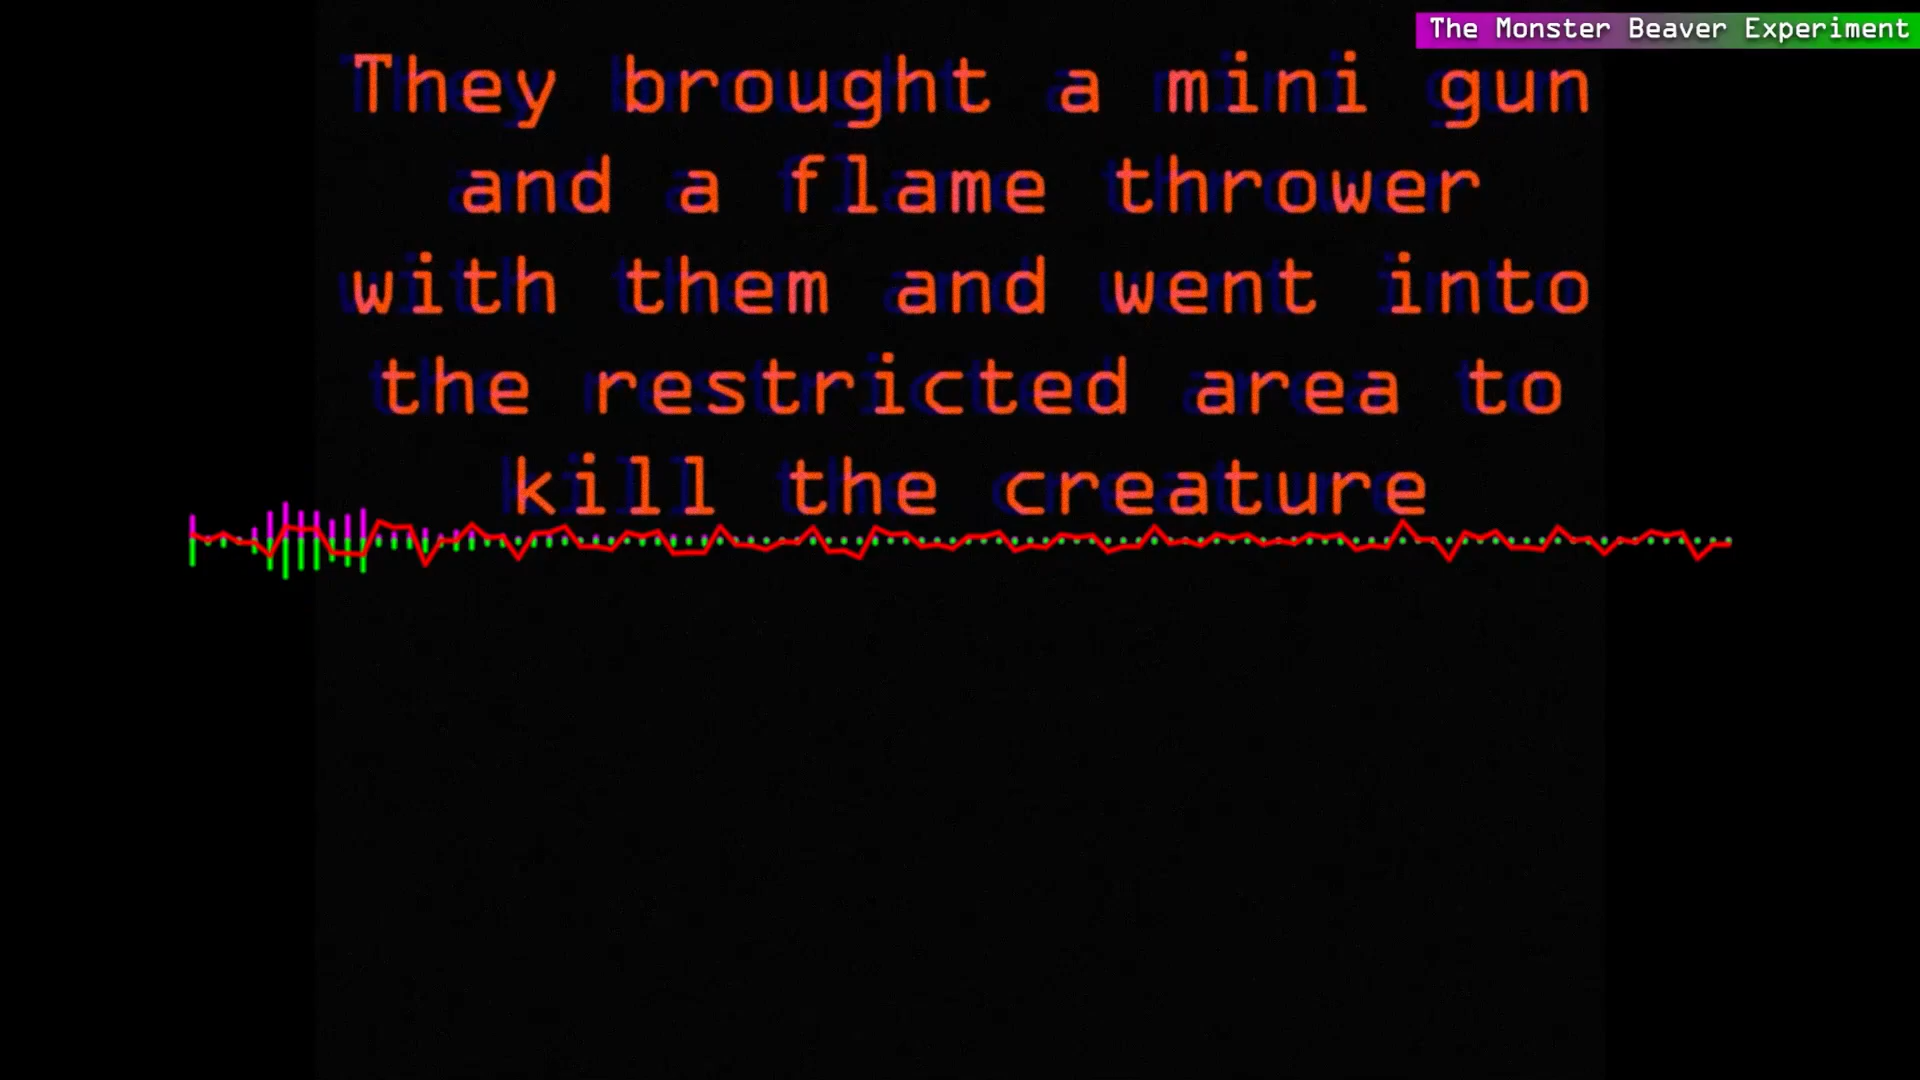 The Monster Beaver Experiment
They brought a mini gun
and a flame thrower
with them and went into
the restricted area to
kill the creature